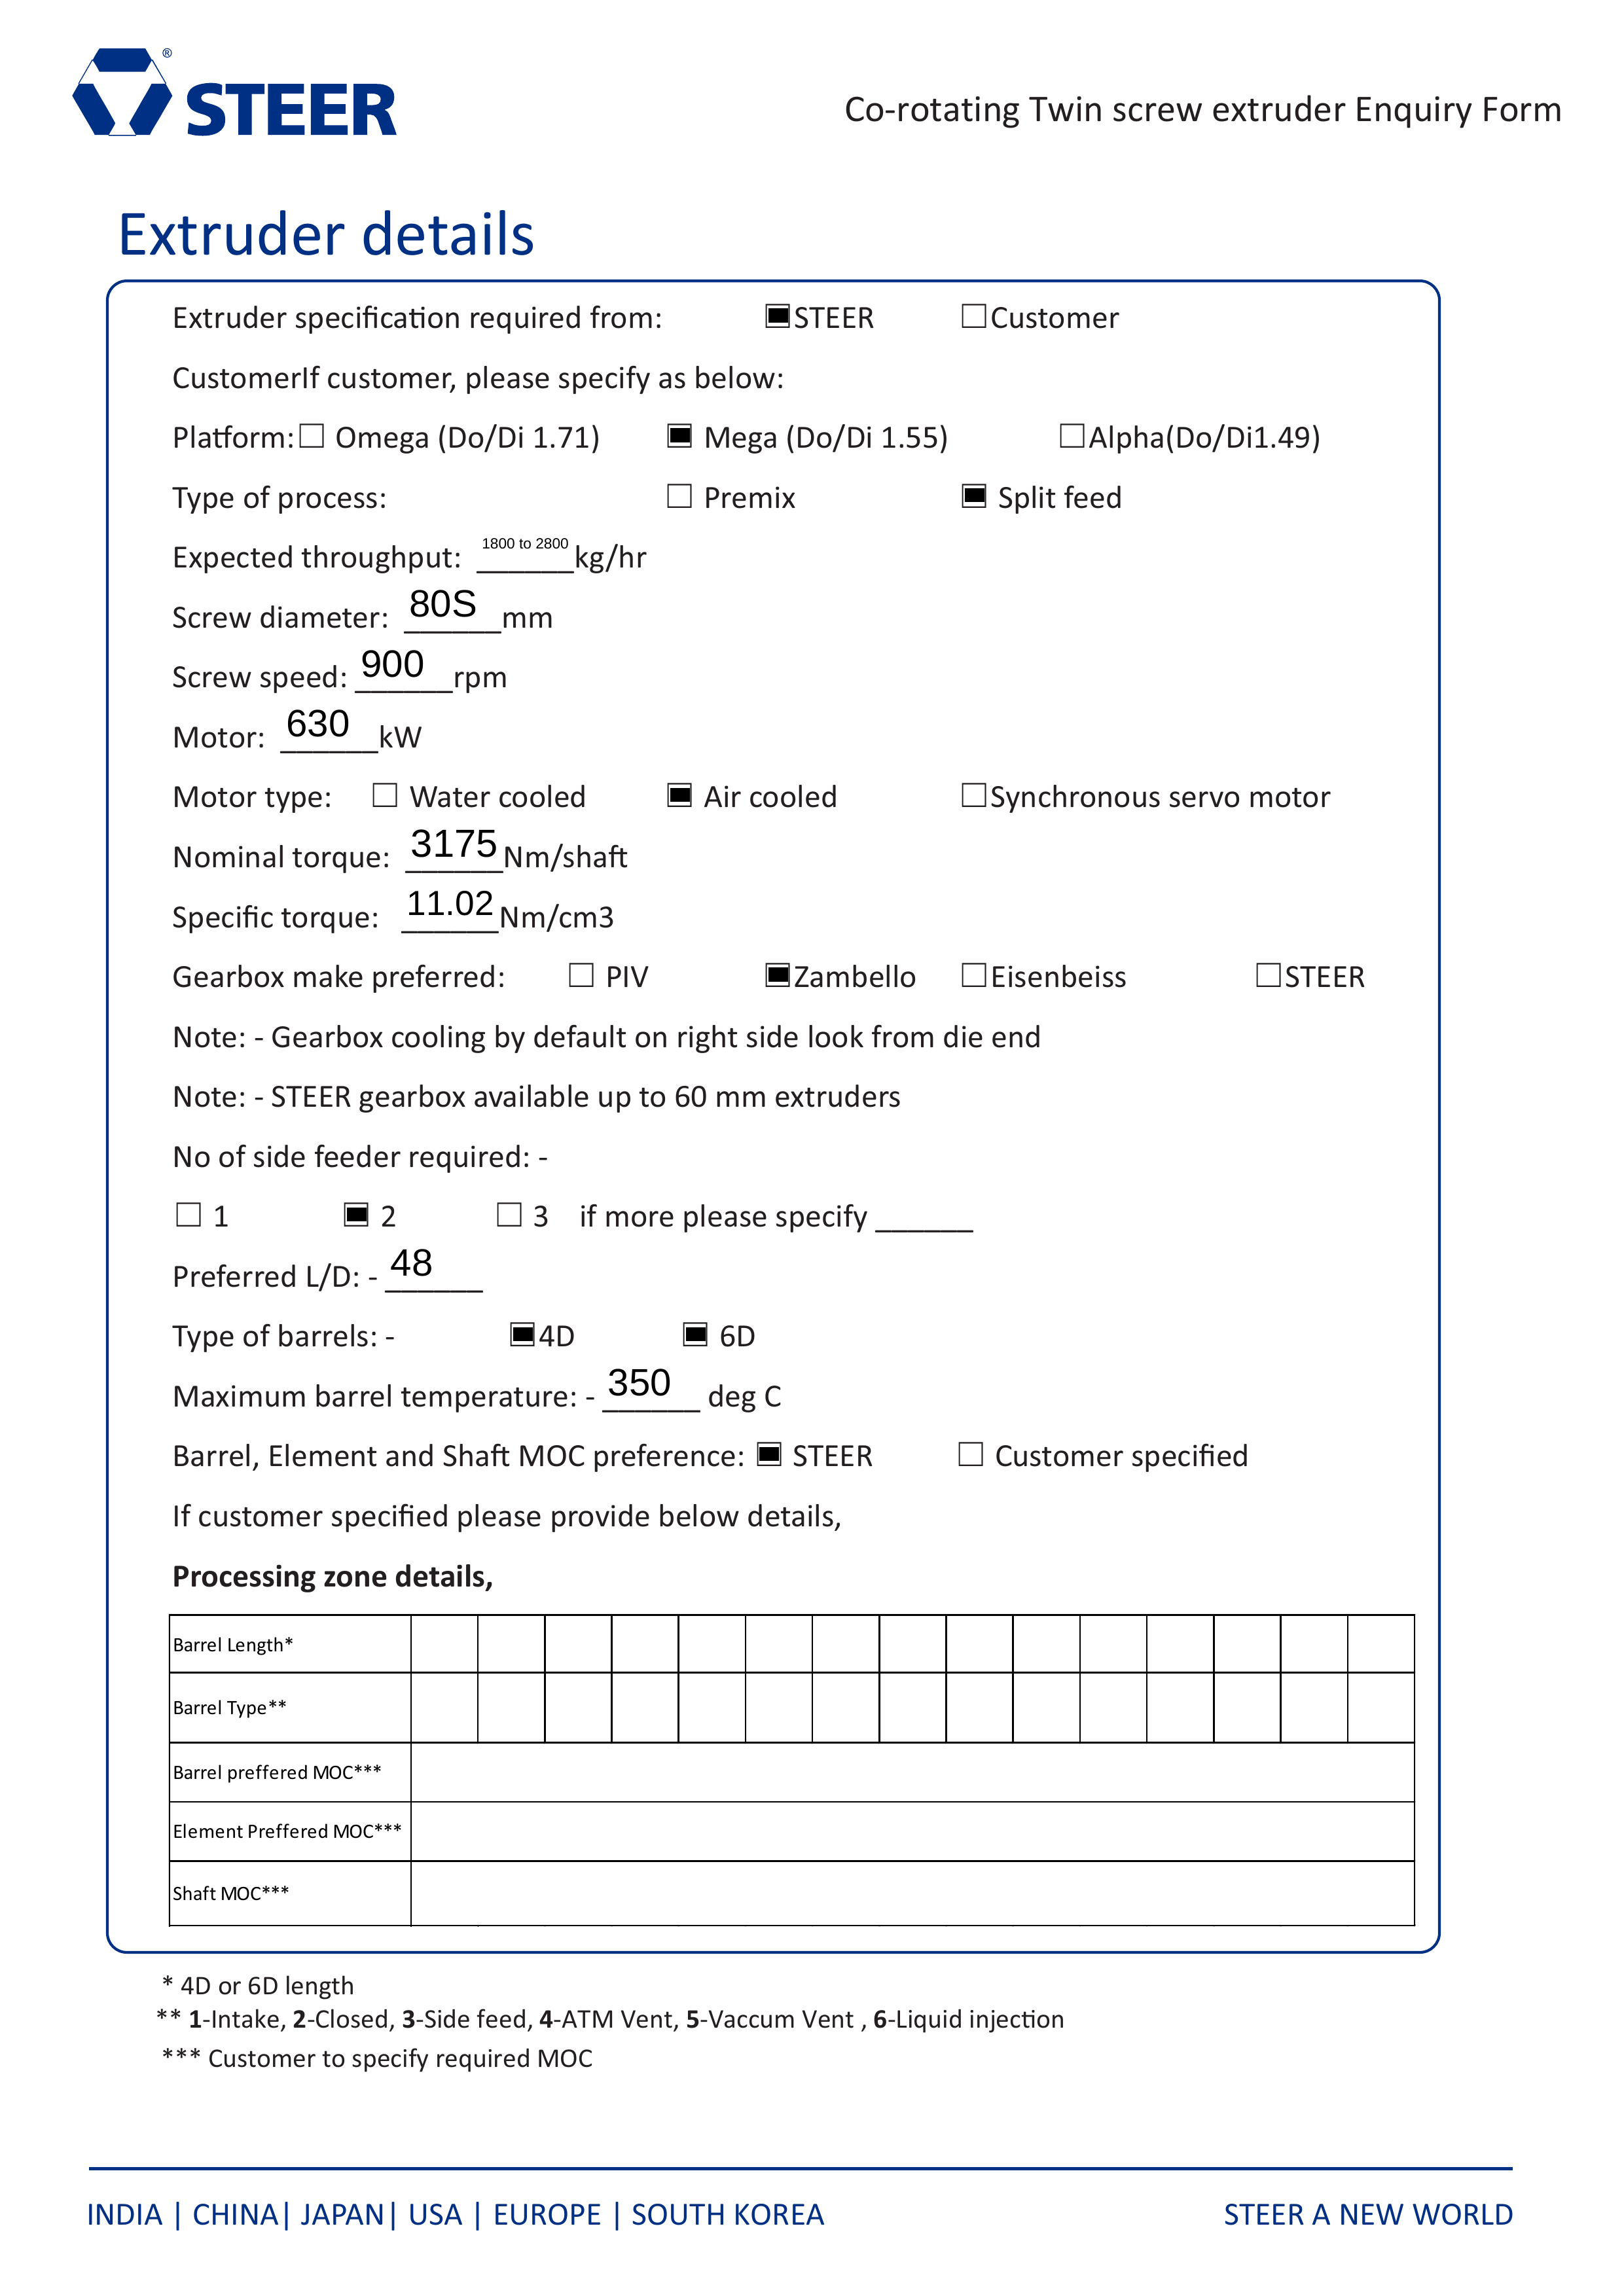 ® STEER
Co-rotating Twin screw extruder Enquiry Form
Extruder details
Extruder specification required from: ▣STEER ☐Customer
CustomerIf customer, please specify as below:
Platform:☐ Omega (Do/Di 1.71) ▣ Mega (Do/Di 1.55) ☐Alpha(Do/Di1.49)
Type of process: ☐ Premix ▣ Split feed
Expected throughput: 1800 to 2800 kg/hr
Screw diameter: 80S mm
Screw speed: 900 rpm
Motor: 630 kW
Motor type: ☐ Water cooled ▣ Air cooled ☐Synchronous servo motor
Nominal torque: 3175 Nm/shaft
Specific torque: 11.02 Nm/cm3
Gearbox make preferred: ☐ PIV ▣Zambello ☐Eisenbeiss ☐STEER
Note: - Gearbox cooling by default on right side look from die end
Note: - STEER gearbox available up to 60 mm extruders
No of side feeder required: -
☐ 1 ▣ 2 ☐ 3 if more please specify ______
Preferred L/D: - 48
Type of barrels: - ▣4D ▣ 6D
Maximum barrel temperature: - 350 deg C
Barrel, Element and Shaft MOC preference: ▣ STEER ☐ Customer specified
If customer specified please provide below details,
Processing zone details,
Barrel Length*
Barrel Type**
Barrel preffered MOC***
Element Preffered MOC***
Shaft MOC***
* 4D or 6D length
** 1-Intake, 2-Closed, 3-Side feed, 4-ATM Vent, 5-Vaccum Vent , 6-Liquid injection
*** Customer to specify required MOC
INDIA | CHINA| JAPAN| USA | EUROPE | SOUTH KOREA
STEER A NEW WORLD